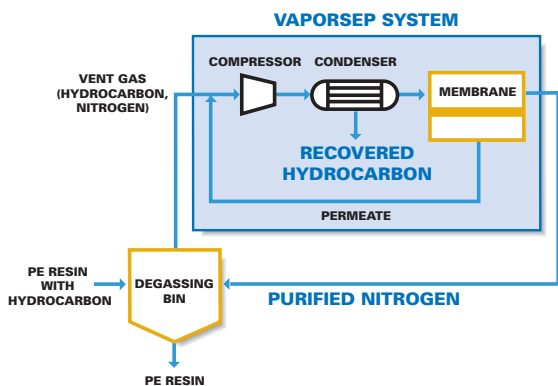 VAPORSEP SYSTEM
COMPRESSOR
CONDENSER
VENT GAS
(HYDROCARBON,
NITROGEN)
MEMBRANE
RECOVERED
HYDROCARBON
PERMEATE
PE RESIN
WITH
HYDROCARBON
DEGASSING
BIN
PURIFIED NITROGEN
PE RESIN